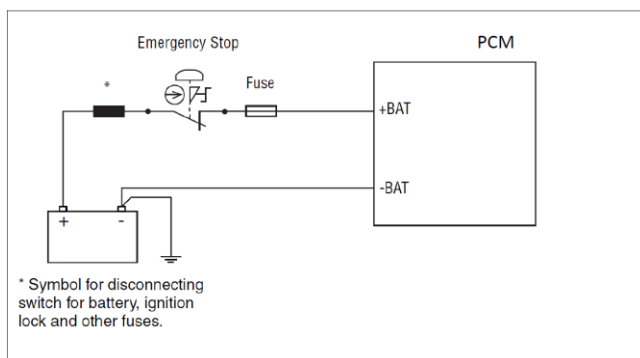 Emergency Stop
PCM
*
Fuse
+BAT
-BAT
+ -
* Symbol for disconnecting
switch for battery, ignition
lock and other fuses.